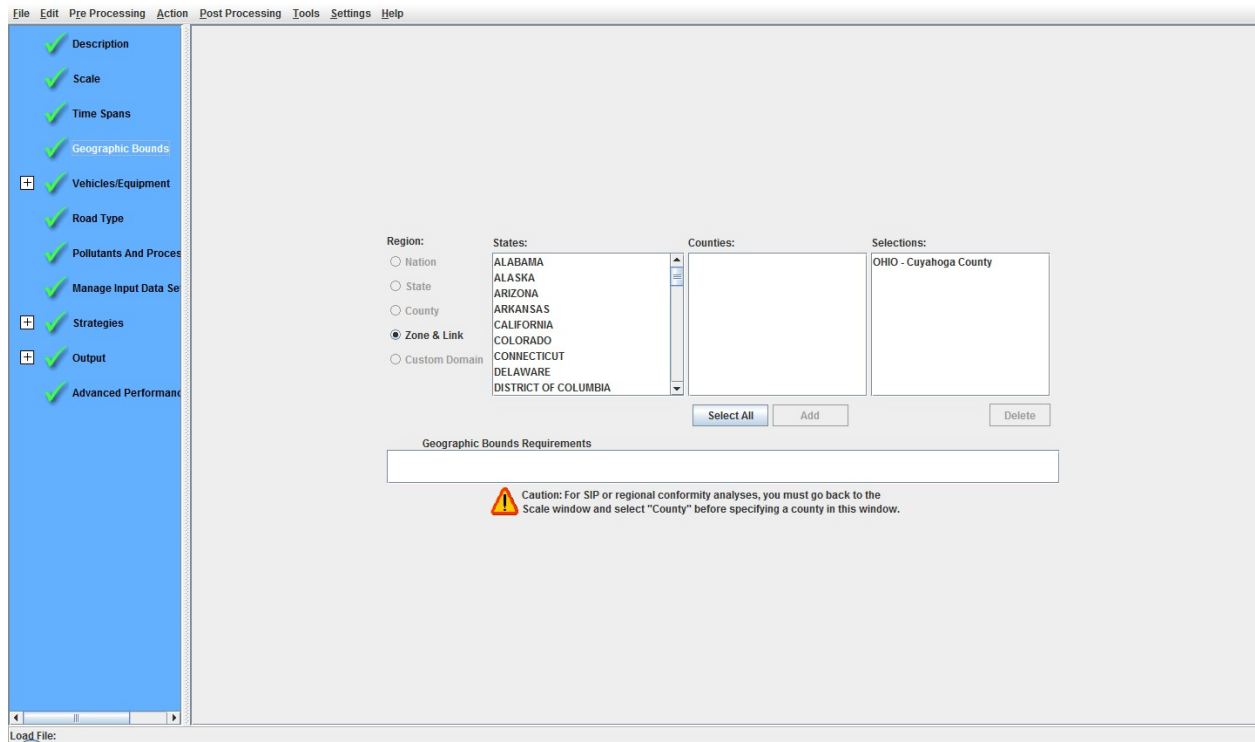 File Edit Pre Processing Action Post Processing Tools Settings Help
Description
Scale
Time Spans
Geographic Bounds
Vehicles/Equipment
Road Type
Pollutants And Proces
Manage Input Data Se
Strategies
Output
Advanced Performanc
Region:
Nation
State
County
Zone & Link
Custom Domain
States:
ALABAMA
ALASKA
ARIZONA
ARKANSAS
CALIFORNIA
COLORADO
CONNECTICUT
DELAWARE
DISTRICT OF COLUMBIA
Counties:
Select All Add
Selections:
OHIO - Cuyahoga County
Delete
Geographic Bounds Requirements
Caution: For SIP or regional conformity analyses, you must go back to the
Scale window and select "County" before specifying a county in this window.
Load File: